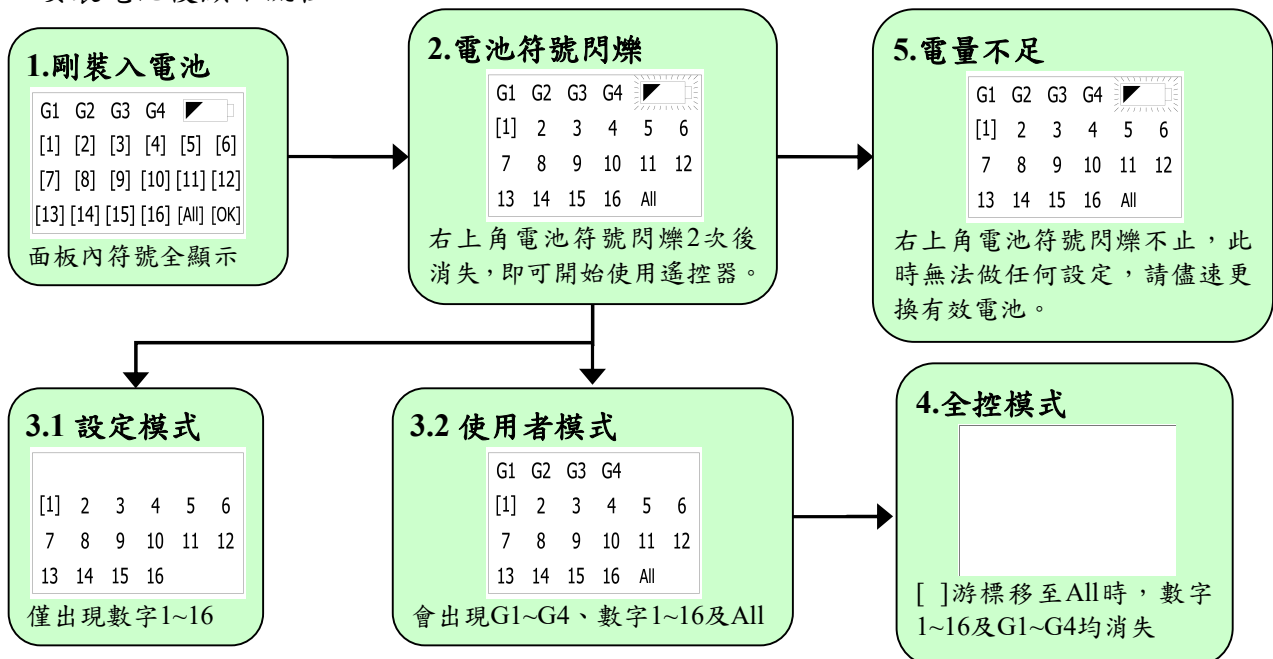 1.剛裝入電池
G1 G2 G3 G4
[1] [2] [3] [4] [5] [6]
[7] [8] [9] [10] [11] [12]
[13] [14] [15] [16] [All] [OK]
面板內符號全顯示
2.電池符號閃爍
G1 G2 G3 G4
[1] 2 3 4 5 6
7 8 9 10 11 12
13 14 15 16 All
右上角電池符號閃爍2次後
消失，即可開始使用遙控器。
5.電量不足
G1 G2 G3 G4
[1] 2 3 4 5 6
7 8 9 10 11 12
13 14 15 16 All
右上角電池符號閃爍不止，此
時無法做任何設定，請儘速更
換有效電池。
3.1 設定模式
[1] 2 3 4 5 6
7 8 9 10 11 12
13 14 15 16
僅出現數字1~16
3.2 使用者模式
G1 G2 G3 G4
[1] 2 3 4 5 6
7 8 9 10 11 12
13 14 15 16 All
會出現G1~G4、數字1~16及All
4.全控模式
[ ]游標移至All時，數字
1~16及G1~G4均消失